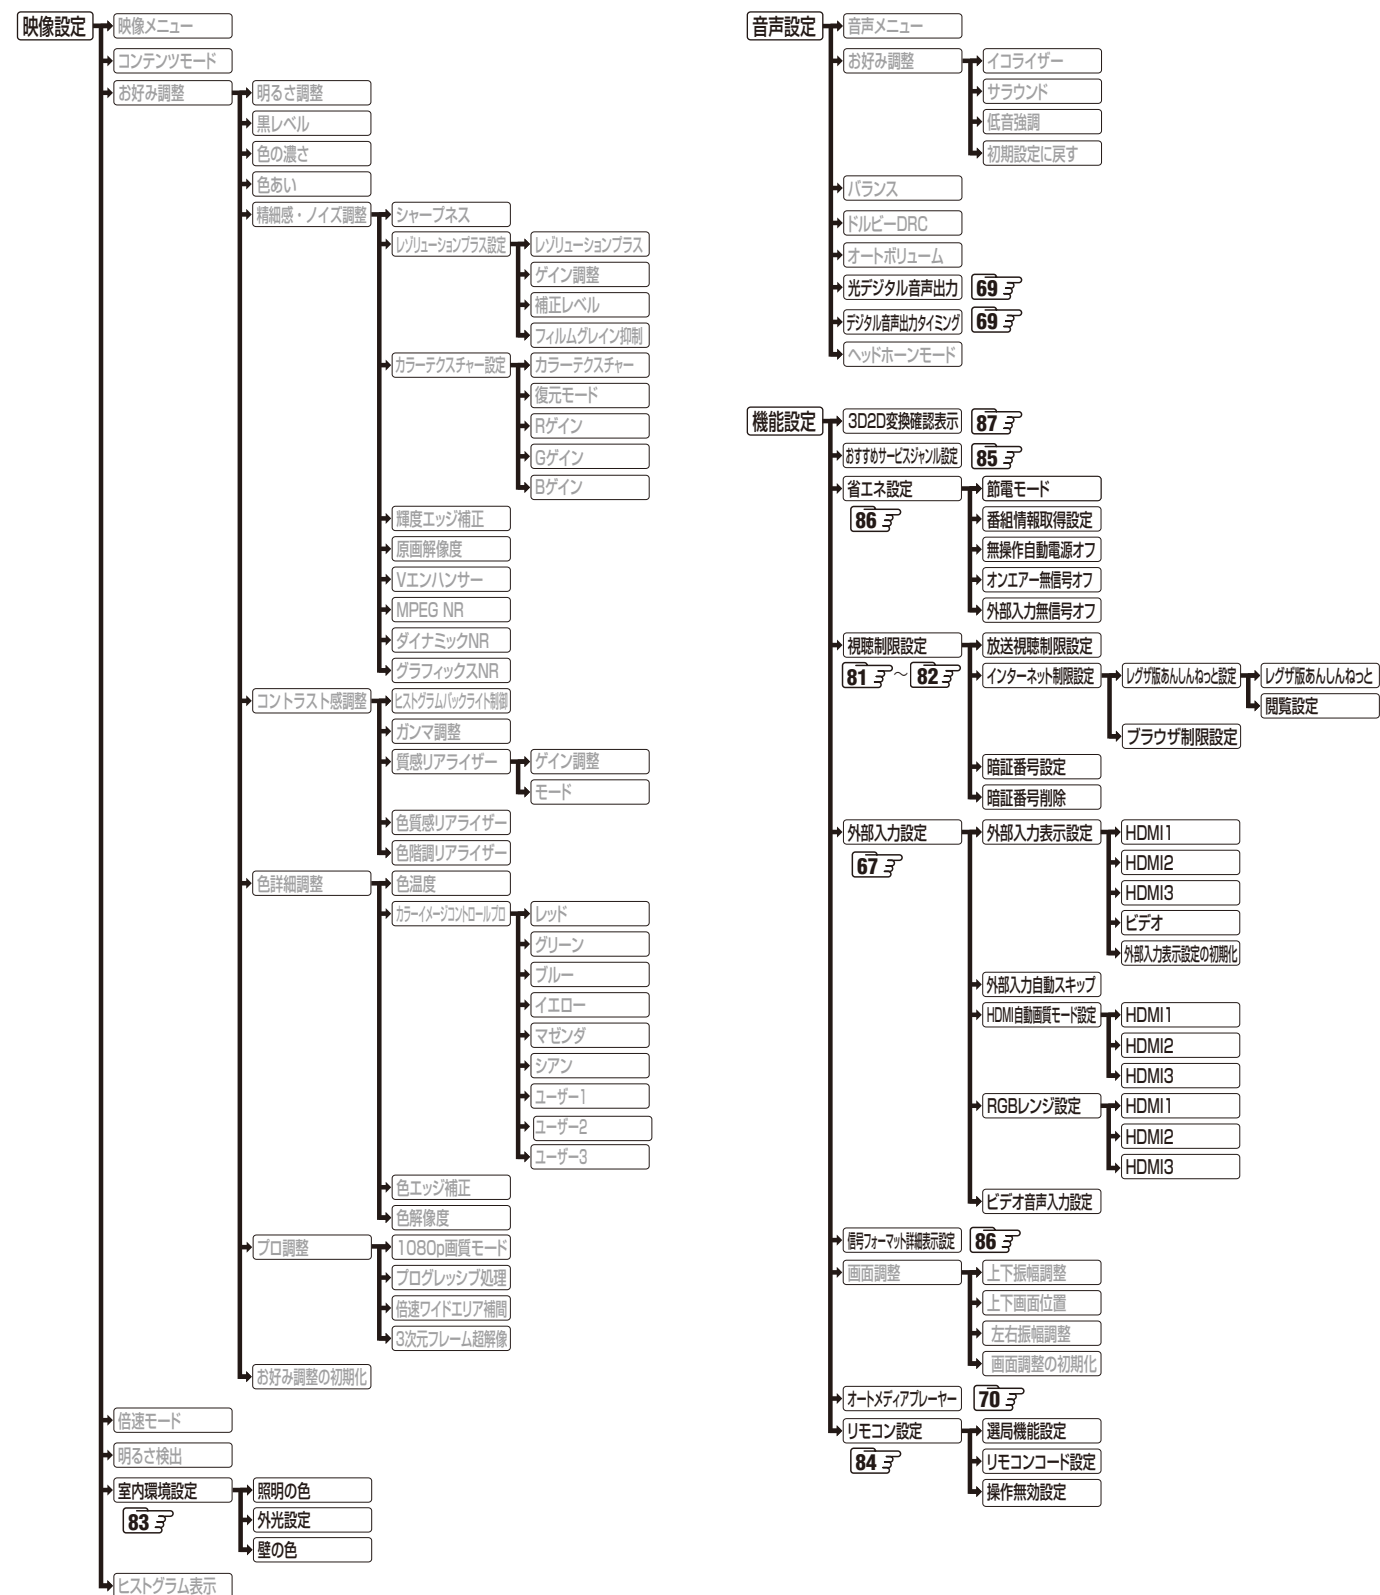 映像設定
映像メニュー
コンテンツモード
お好み調整
明るさ調整
黒レベル
色の濃さ
色あい
精細感・ノイズ調整
シャープネス
レゾリューションプラス設定
レゾリューションプラス
ゲイン調整
補正レベル
フィルムグレイン抑制
カラーテクスチャー設定
カラーテクスチャー
復元モード
Rゲイン
Gゲイン
Bゲイン
輝度エッジ補正
原画解像度
Vエンハンサー
MPEG NR
ダイナミックNR
グラフィックスNR
コントラスト感調整
ヒストグラムバックライト制御
ガンマ調整
質感リアライザー
ゲイン調整
モード
色質感リアライザー
色階調リアライザー
色詳細調整
色温度
カラーイメージコントロールプロ
レッド
グリーン
ブルー
イエロー
マゼンダ
シアン
ユーザー1
ユーザー2
ユーザー3
色エッジ補正
色解像度
プロ調整
1080p画質モード
プログレッシブ処理
倍速ワイドエリア補間
3次元フレーム超解像
お好み調整の初期化
倍速モード
明るさ検出
室内環境設定
83
照明の色
外光設定
壁の色
ヒストグラム表示
音声設定
音声メニュー
お好み調整
イコライザー
サラウンド
低音強調
初期設定に戻す
バランス
ドルビーDRC
オートボリューム
光デジタル音声出力 69
デジタル音声出力タイミング 69
ヘッドホーンモード
機能設定
3D2D変換確認表示 87
おすすめサービスジャンル設定 85
省エネ設定
86
節電モード
番組情報取得設定
無操作自動電源オフ
オンエアー無信号オフ
外部入力無信号オフ
視聴制限設定
81～82
放送視聴制限設定
インターネット制限設定
レグザ版あんしんねっと設定
レグザ版あんしんねっと
閲覧設定
ブラウザ制限設定
暗証番号設定
暗証番号削除
外部入力設定
67
外部入力表示設定
HDMI1
HDMI2
HDMI3
ビデオ
外部入力表示設定の初期化
外部入力自動スキップ
HDMI自動画質モード設定
HDMI1
HDMI2
HDMI3
RGBレンジ設定
HDMI1
HDMI2
HDMI3
ビデオ音声入力設定
信号フォーマット詳細表示設定 86
画面調整
上下振幅調整
上下画面位置
左右振幅調整
画面調整の初期化
オートメディアプレーヤー 70
リモコン設定
84
選局機能設定
リモコンコード設定
操作無効設定